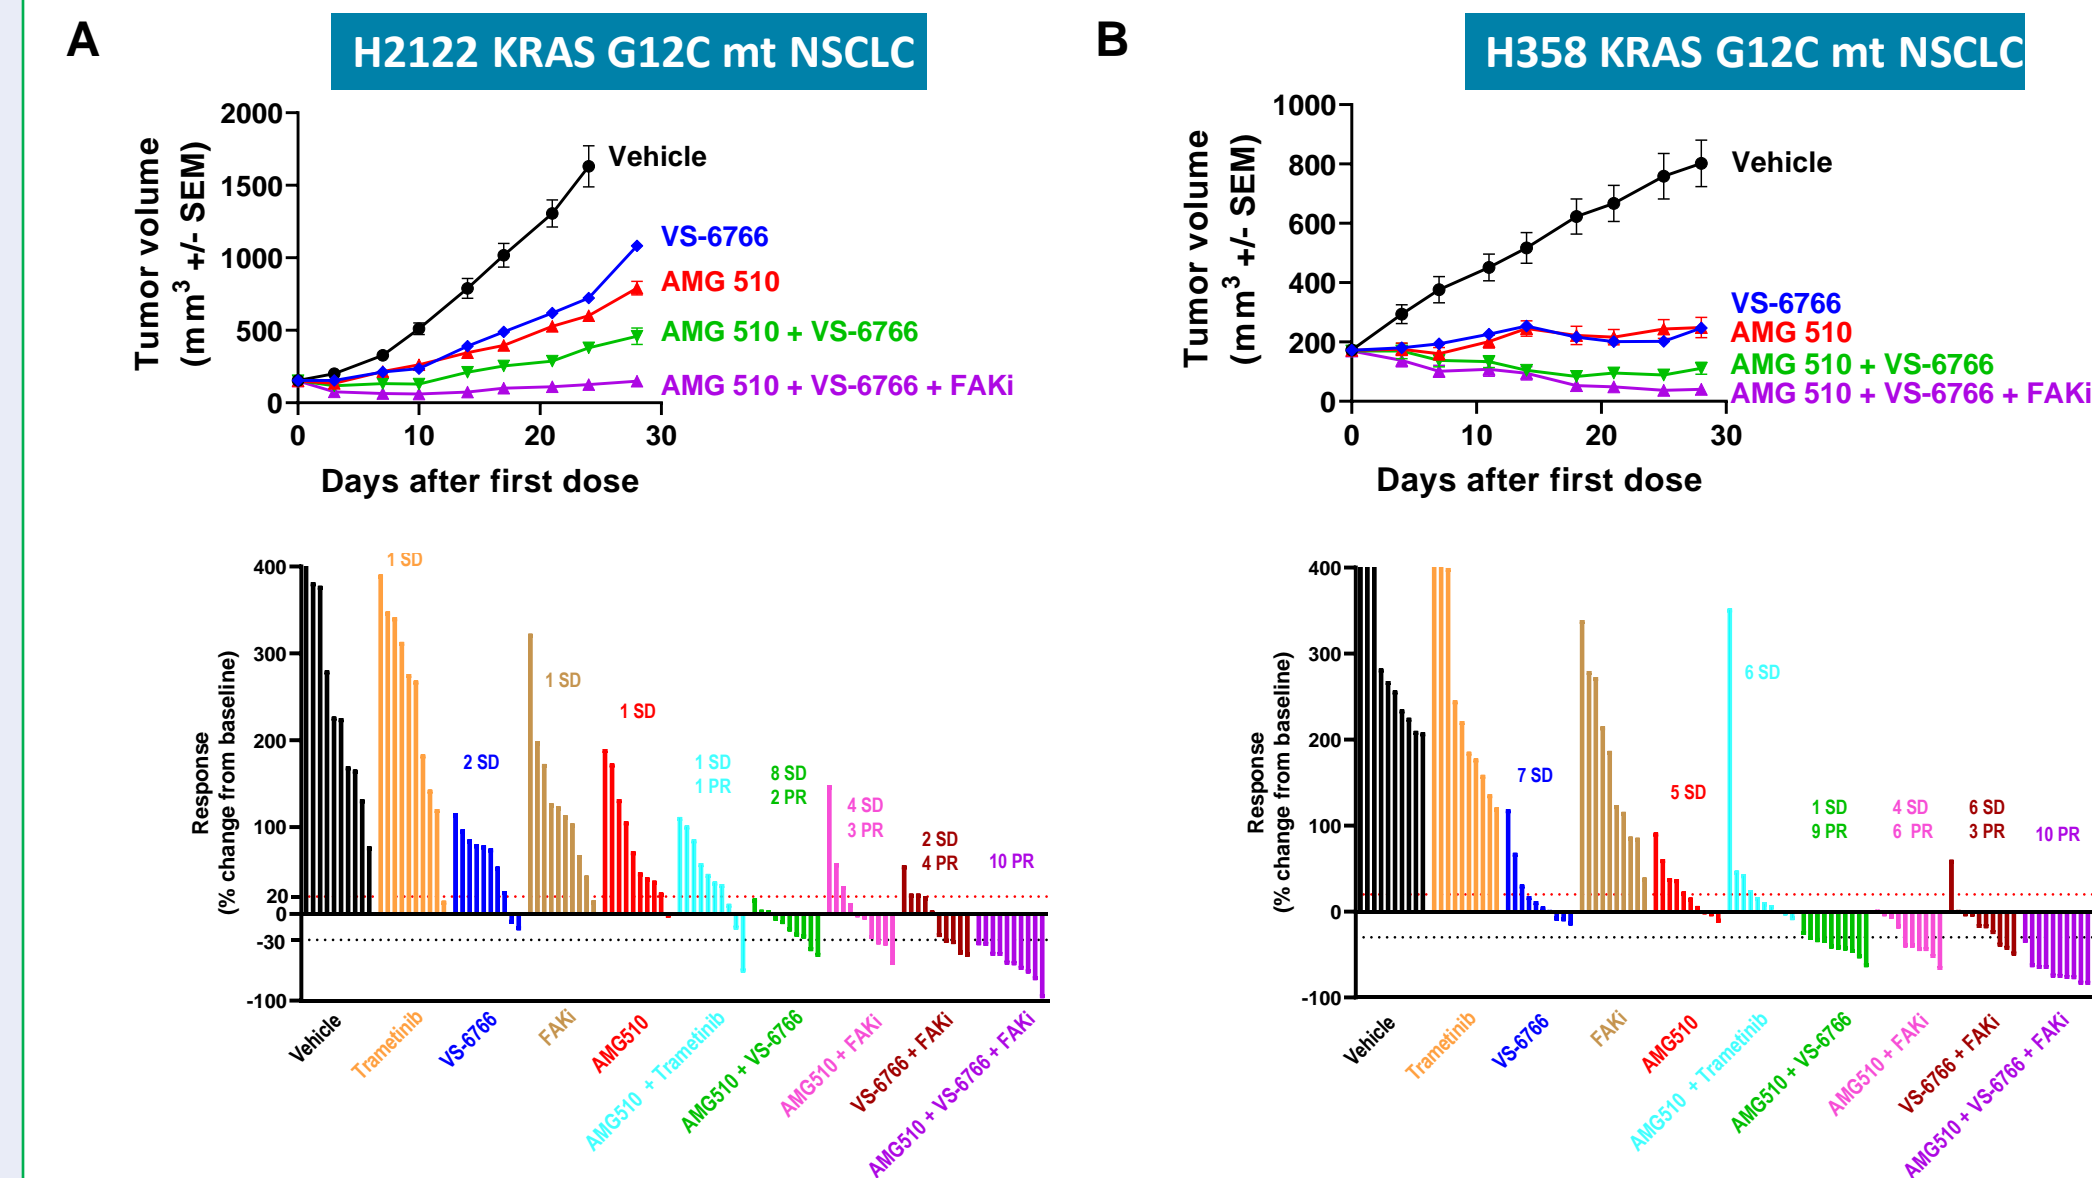 A
H2122 KRAS G12C mt NSCLC
2000
1500
1000
500
0
Tumor volume
(mm3 +/- SEM)
Vehicle
VS-6766
AMG 510
AMG 510 + VS-6766
AMG 510 + VS-6766 + FAKi
0 10 20 30
Days after first dose
400
300
200
100
20
0
-30
-100
Response
(% change from baseline)
1 SD
2 SD
1 SD
1 SD
1 SD
1 PR
8 SD
2 PR
4 SD
3 PR
2 SD
4 PR
10 PR
Vehicle
Trametinib
VS-6766
FAKi
AMG510
AMG510 + Trametinib
AMG510 + VS-6766
AMG510 + FAKi
VS-6766 + FAKi
AMG510 + VS-6766 + FAKi
B
H358 KRAS G12C mt NSCLC
1000
800
600
400
200
0
Tumor volume
(mm3 +/- SEM)
Vehicle
VS-6766
AMG 510
AMG 510 + VS-6766
AMG 510 + VS-6766 + FAKi
0 10 20 30
Days after first dose
400
300
200
100
0
-100
Response
(% change from baseline)
7 SD
5 SD
6 SD
1 SD
9 PR
4 SD
6 PR
6 SD
3 PR
10 PR
Vehicle
Trametinib
VS-6766
FAKi
AMG510
AMG510 + Trametinib
AMG510 + VS-6766
AMG510 + FAKi
VS-6766 + FAKi
AMG510 + VS-6766 + FAKi